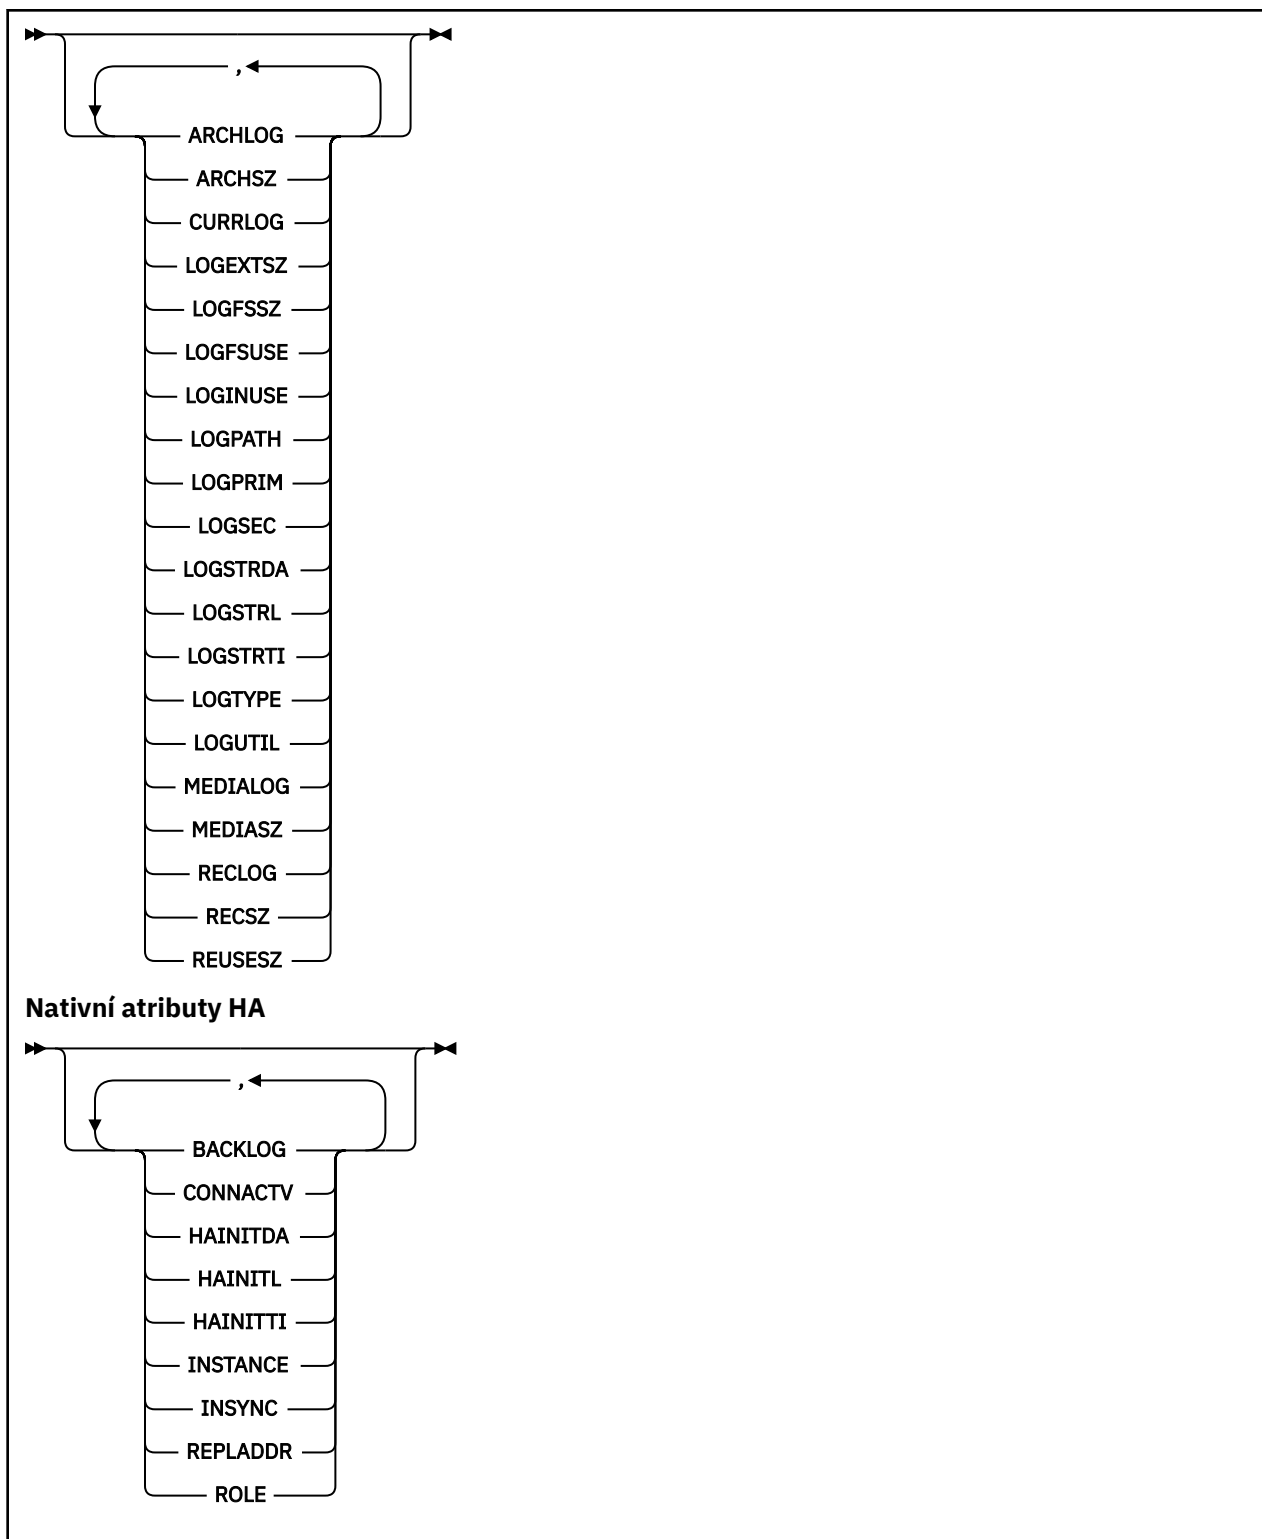 ,
ARCHLOG
ARCHSZ
CURRLOG
LOGEXTSZ
LOGFSSZ
LOGFSUSE
LOGINUSE
LOGPATH
LOGPRIM
LOGSEC
LOGSTRDA
LOGSTRL
LOGSTRTI
LOGTYPE
LOGUTIL
MEDIALOG
MEDIASZ
RECLOG
RECSZ
REUSESZ
Nativní atributy HA
,
BACKLOG
CONNACTV
HAINITDA
HAINITL
HAINITTI
INSTANCE
INSYNC
REPLADDR
ROLE